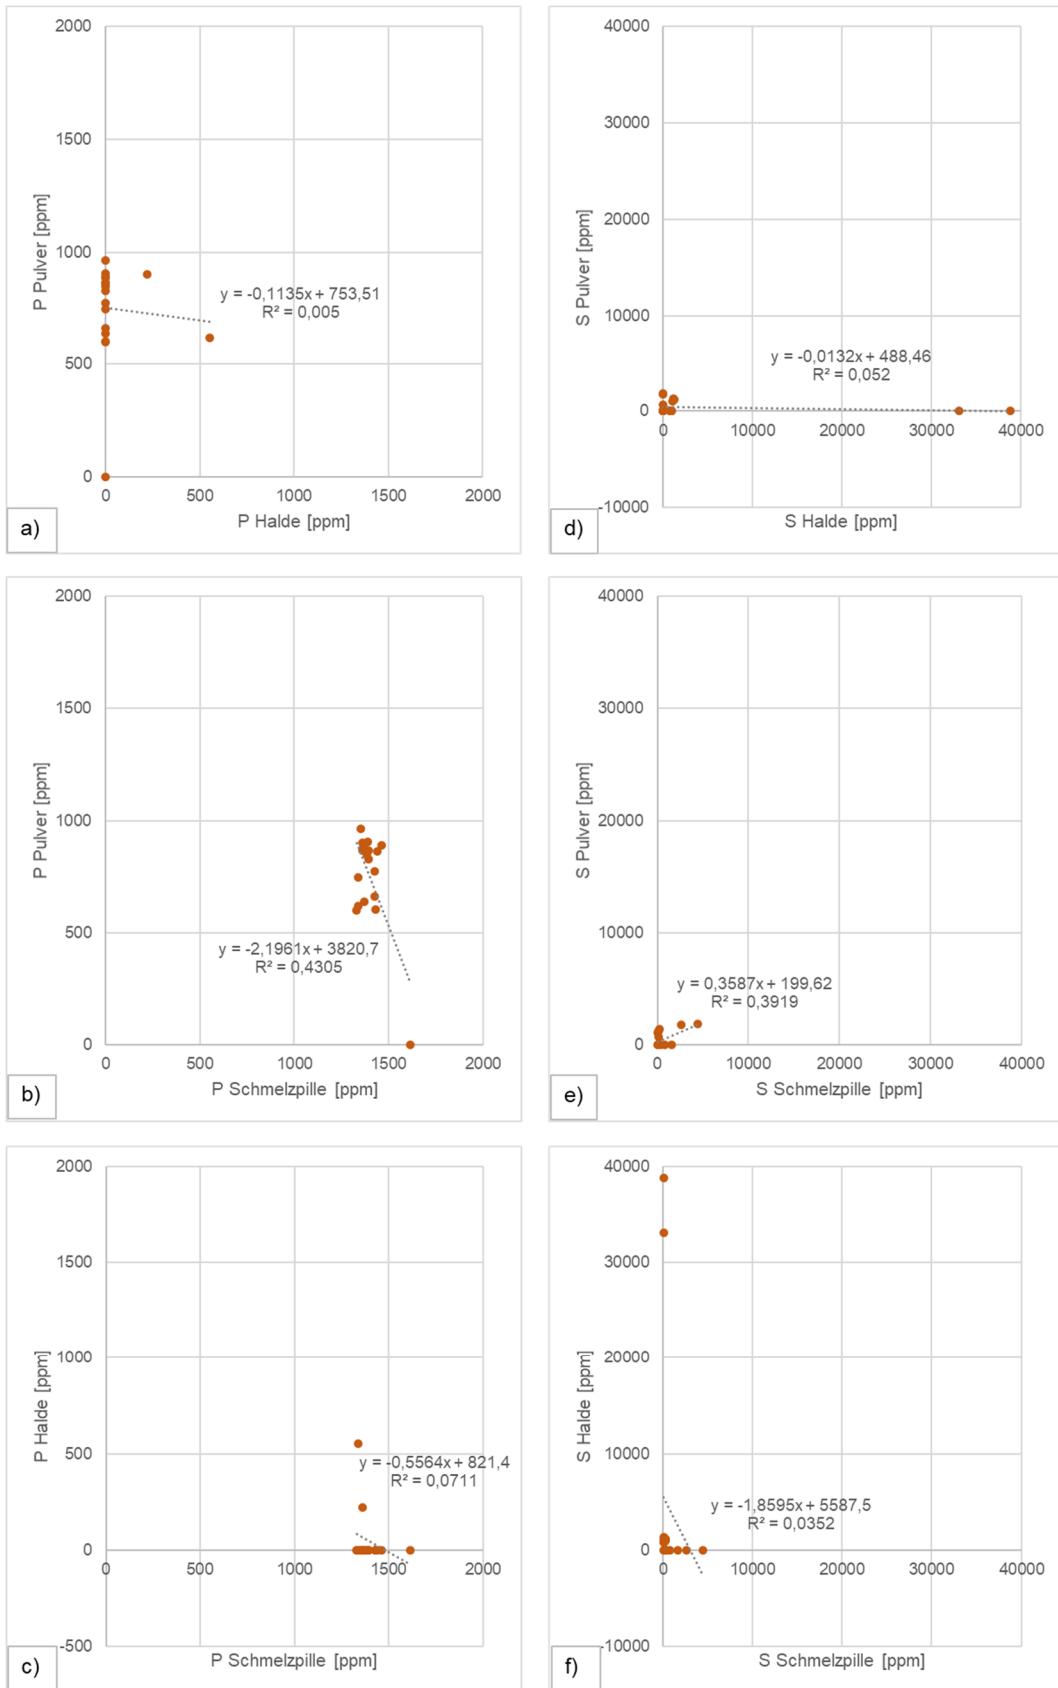 2000
1500
1000
500
0
P Pulver [ppm]
y = -0,1135x + 753,51
R² = 0,005
0 500 1000 1500 2000
P Halde [ppm]
a)
40000
30000
20000
10000
0
-10000
S Pulver [ppm]
y = -0,0132x + 488,46
R² = 0,052
0 10000 20000 30000 40000
S Halde [ppm]
d)
2000
1500
1000
500
0
P Pulver [ppm]
y = -2,1961x + 3820,7
R² = 0,4305
0 500 1000 1500 2000
P Schmelzpille [ppm]
b)
40000
30000
20000
10000
0
S Pulver [ppm]
y = 0,3587x + 199,62
R² = 0,3919
0 10000 20000 30000 40000
S Schmelzpille [ppm]
e)
2000
1500
1000
500
0
-500
P Halde [ppm]
y = -0,5564x + 821,4
R² = 0,0711
0 500 1000 1500 2000
P Schmelzpille [ppm]
c)
40000
30000
20000
10000
0
-10000
S Halde [ppm]
y = -1,8595x + 5587,5
R² = 0,0352
0 10000 20000 30000 40000
S Schmelzpille [ppm]
f)